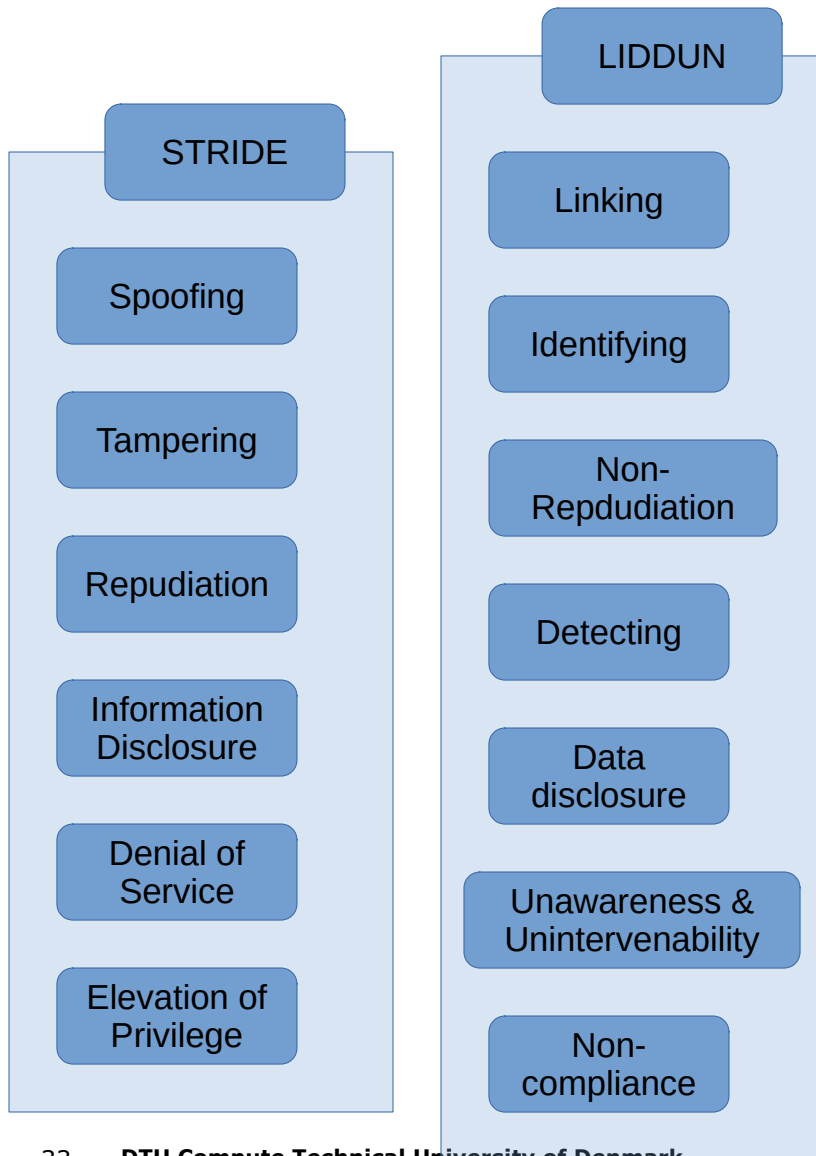 STRIDE
Spoofing
Tampering
Repudiation
Information
Disclosure
Denial of
Service
Elevation of
Privilege
LIDDUN
Linking
Identifying
Non-
Repdudiation
Detecting
Data
disclosure
Unawareness &
Unintervenability
Non-
compliance
DTU Compute Technical University of Denmark